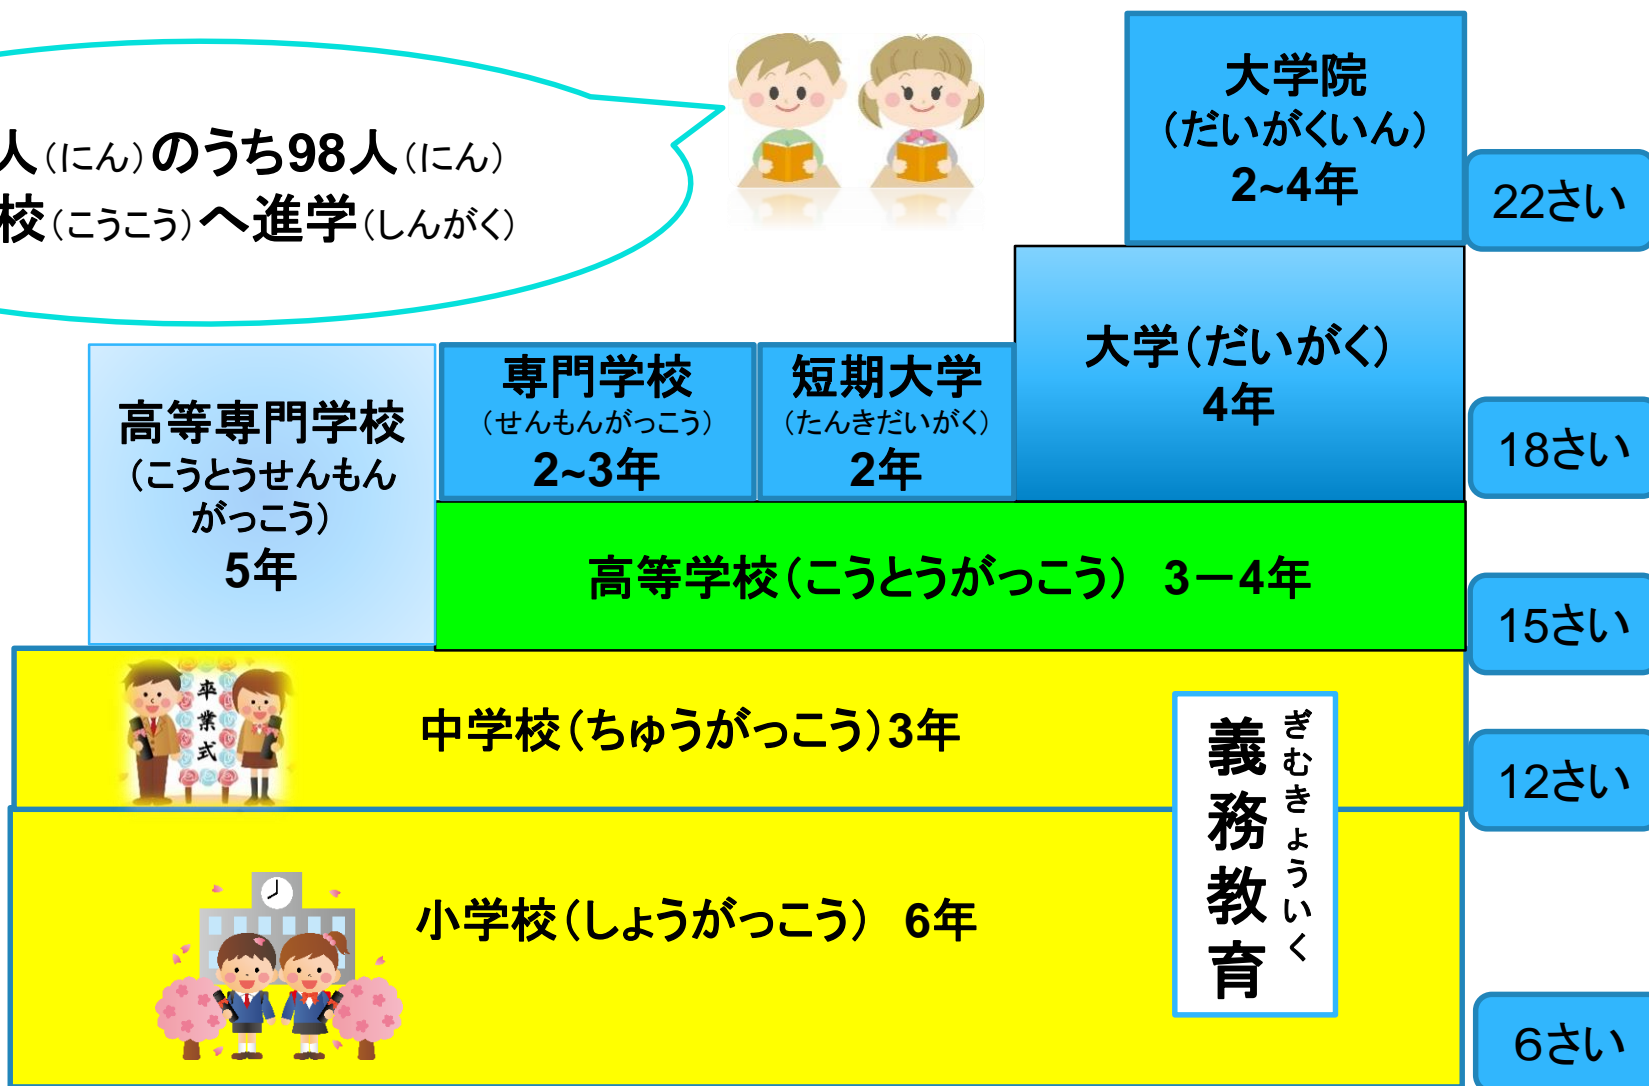 人(にん)のうち98人(にん)
校(こうこう)へ進学(しんがく)
大学院
(だいがくいん)
2~4年
22さい
大学(だいがく)
4年
専門学校
(せんもんがっこう)
2~3年
短期大学
(たんきだいがく)
2年
高等専門学校
(こうとうせんもん
がっこう)
5年
18さい
高等学校(こうとうがっこう) 3－4年
15さい
卒業式
中学校(ちゅうがっこう)3年
12さい
義務教育
ぎむきょういく
小学校(しょうがっこう) 6年
6さい